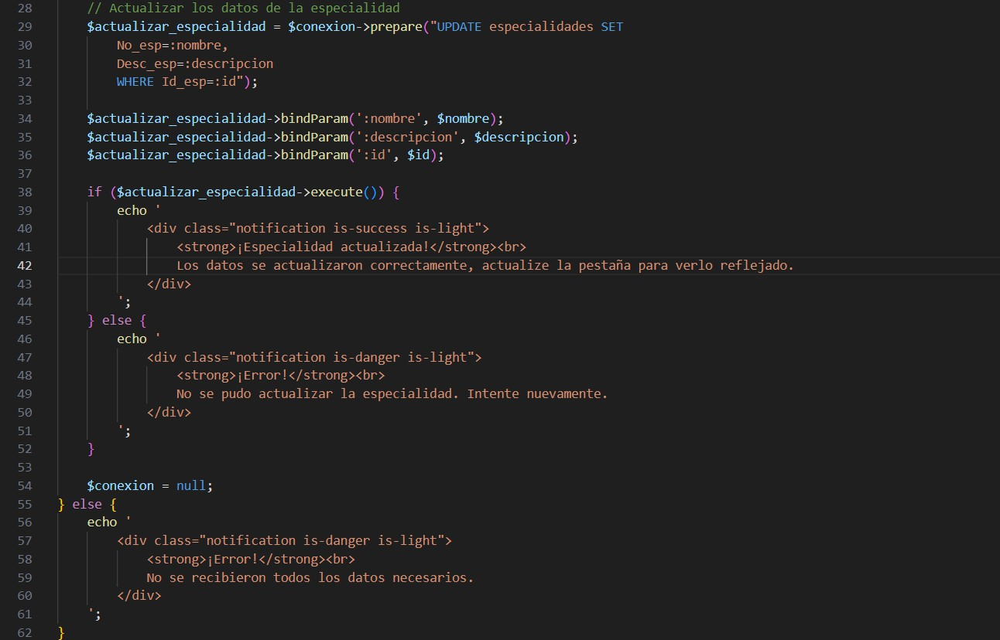 28 // Actualizar los datos de la especialidad
29 $actualizar_especialidad = $conexion->prepare("UPDATE especialidades SET
30 No_esp=:nombre,
31 Desc_esp=:descripcion
32 WHERE Id_esp=:id");
33
34 $actualizar_especialidad->bindParam(':nombre', $nombre);
35 $actualizar_especialidad->bindParam(':descripcion', $descripcion);
36 $actualizar_especialidad->bindParam(':id', $id);
37
38 if ($actualizar_especialidad->execute()) {
39 echo '
40 <div class="notification is-success is-light">
41 <strong>¡Especialidad actualizada!</strong><br>
42 Los datos se actualizaron correctamente, actualize la pestaña para verlo reflejado.
43 </div>
44 ';
45 } else {
46 echo '
47 <div class="notification is-danger is-light">
48 <strong>¡Error!</strong><br>
49 No se pudo actualizar la especialidad. Intente nuevamente.
50 </div>
51 ';
52 }
53
54 $conexion = null;
55 } else {
56 echo '
57 <div class="notification is-danger is-light">
58 <strong>¡Error!</strong><br>
59 No se recibieron todos los datos necesarios.
60 </div>
61 ';
62 }